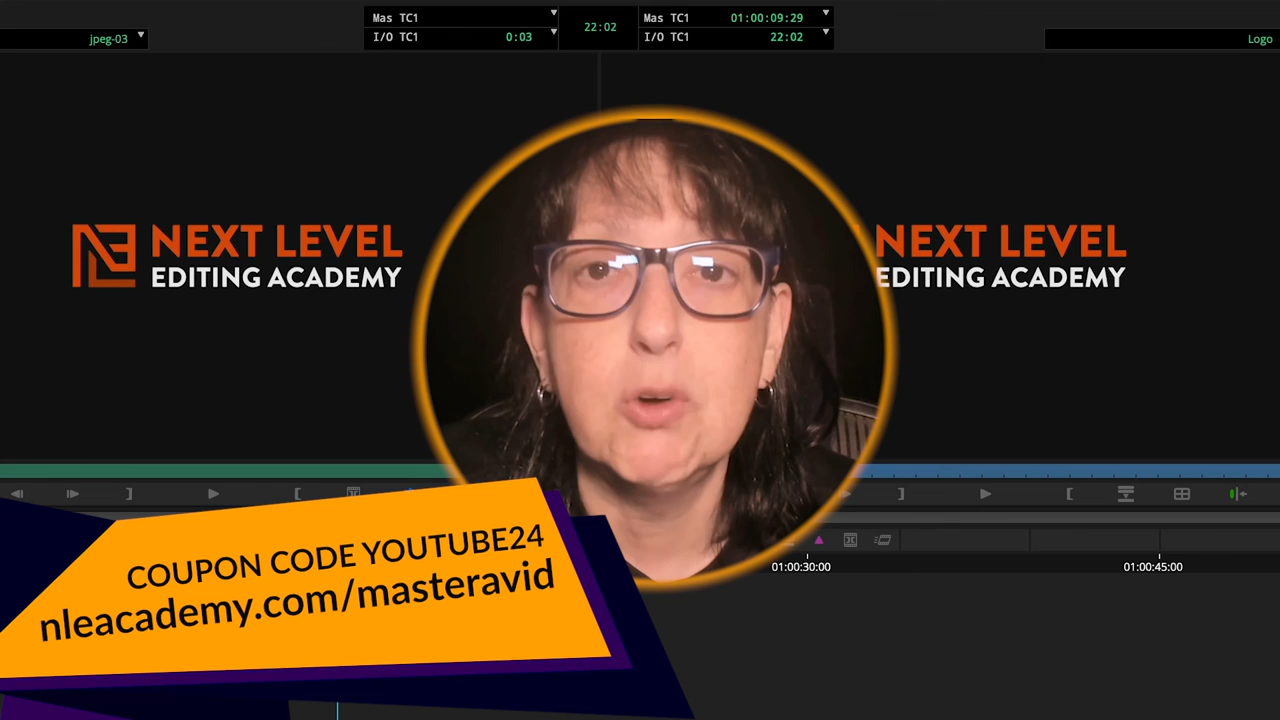 Mas TC1
Mas TC1 01:00:09:29
22:02
jpeg-03
I/O TC1 0:03
I/O TC1 22:02
Logo
NEXT LEVEL
EDITING ACADEMY
NEXT LEVEL
EDITING ACADEMY
COUPON CODE YOUTUBE24
nleacademy.com/masteravid
01:00:30:00
01:00:45:00